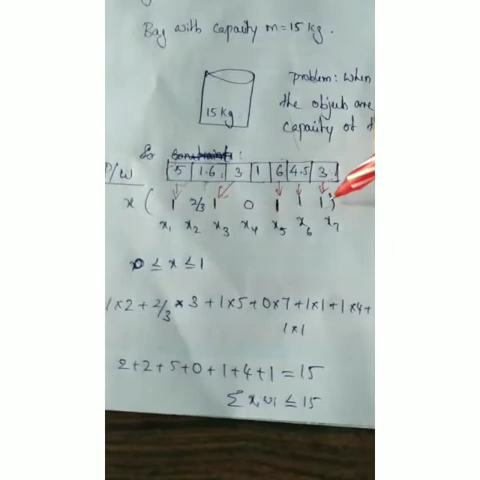 Bag with capacity m=15 kg.
problem: When
the objects are
15 kg.
capacity of t
So
P/W 5 1.6 3 1 6 4.5 3
x ( 1 2/3 1 0 1 1 1 )
x₁ x₂ x₃ x₄ x₅ x₆ x₇
0 ≤ x ≤ 1
1×2+2/3×3+1×5+0×7+1×1+1×4+
1×1
2+2+5+0+1+4+1=15
≤ 15